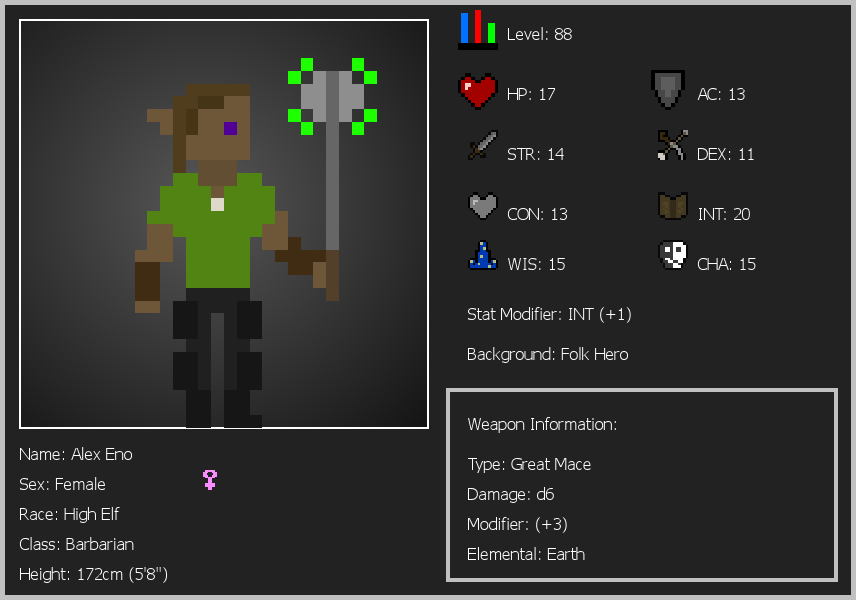 Level: 88
HP: 17
AC: 13
STR: 14
DEX: 11
CON: 13
INT: 20
WIS: 15
CHA: 15
Stat Modifier: INT (+1)
Background: Folk Hero
Weapon Information:
Type: Great Mace
Damage: d6
Modifier: (+3)
Elemental: Earth
Name: Alex Eno
Sex: Female
Race: High Elf
Class: Barbarian
Height: 172cm (5'8")